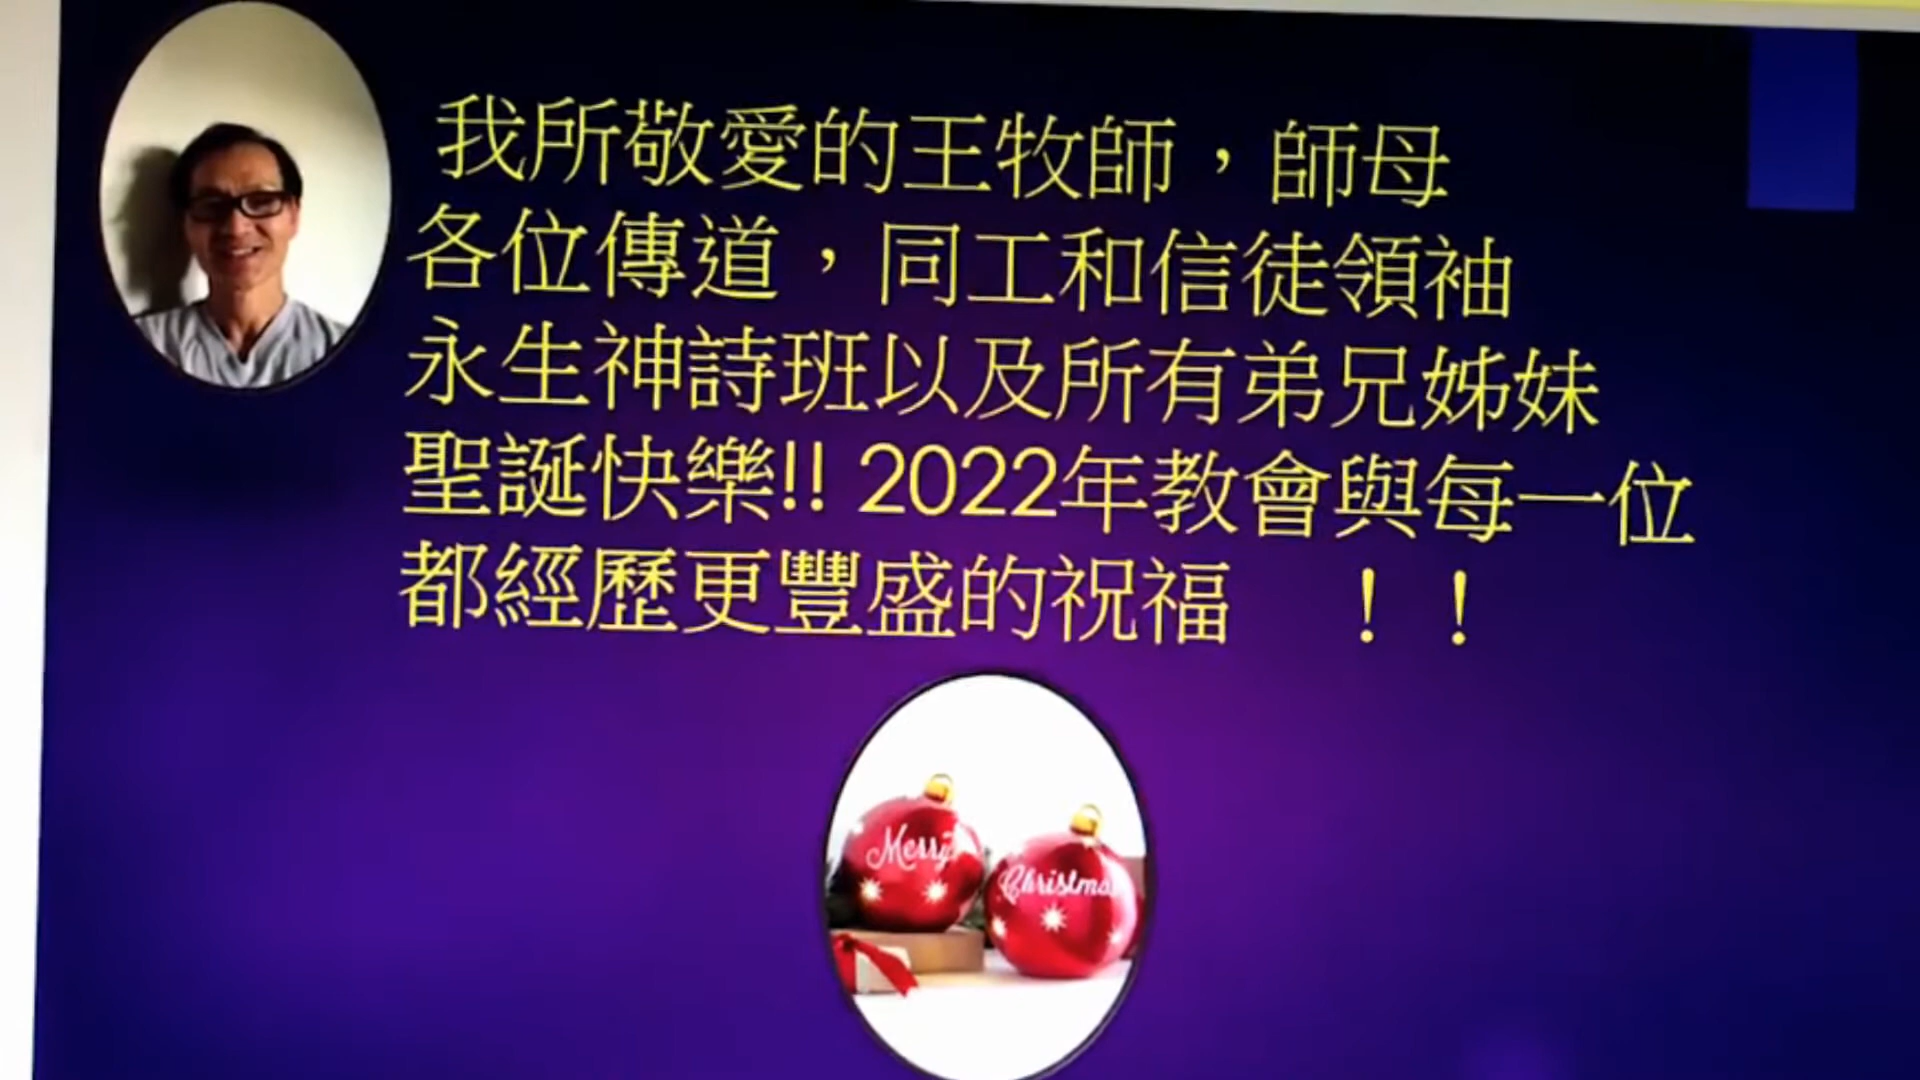 我所敬愛的王牧師，師母
各位傳道，同工和信徒領袖
永生神詩班以及所有弟兄姊妹
聖誕快樂!! 2022年教會與每一位
都經歷更豐盛的祝福　！！
Merry
Christmas